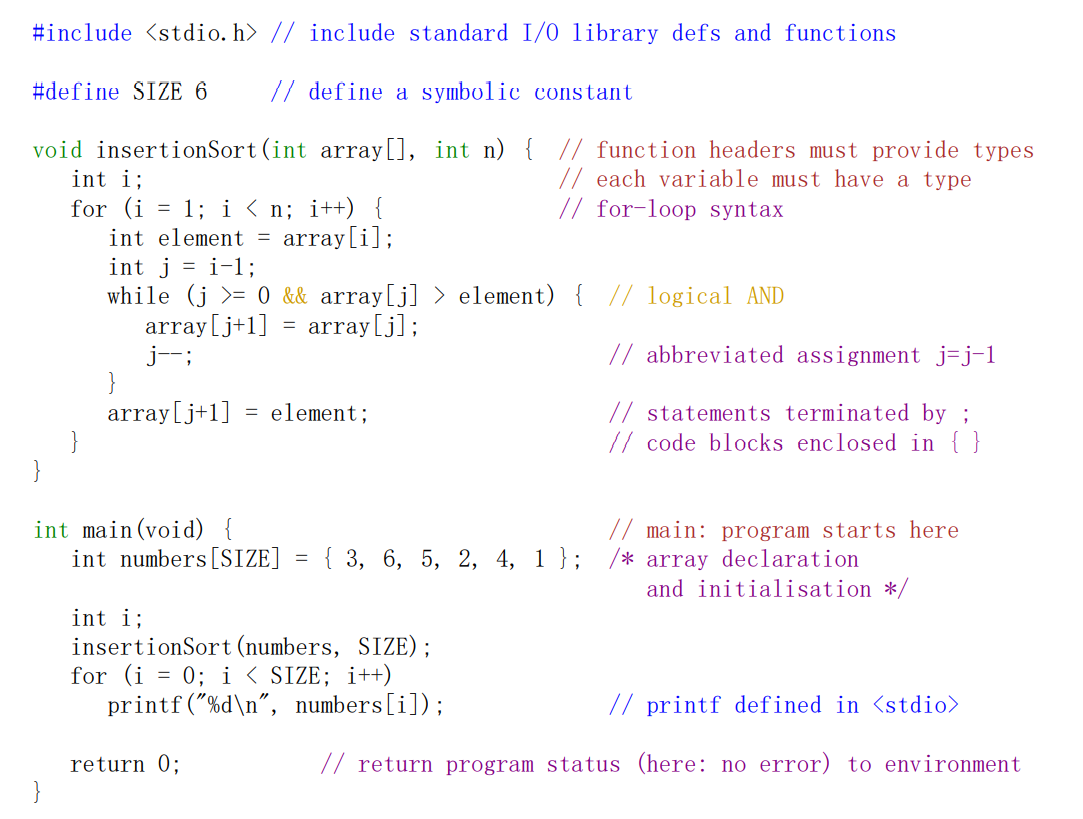 #include <stdio.h> // include standard I/O library defs and functions
#define SIZE 6     // define a symbolic constant
void insertionSort(int array[], int n) {  // function headers must provide types
   int i;                                 // each variable must have a type
   for (i = 1; i < n; i++) {              // for-loop syntax
      int element = array[i];
      int j = i-1;
      while (j >= 0 && array[j] > element) {  // logical AND
         array[j+1] = array[j];
         j--;                                 // abbreviated assignment j=j-1
      }
      array[j+1] = element;                   // statements terminated by ;
   }                                          // code blocks enclosed in { }
}
int main(void) {                              // main: program starts here
   int numbers[SIZE] = { 3, 6, 5, 2, 4, 1 };  /* array declaration
                                                 and initialisation */
   int i;
   insertionSort(numbers, SIZE);
   for (i = 0; i < SIZE; i++)
      printf("%d\n", numbers[i]);             // printf defined in <stdio>
   return 0;           // return program status (here: no error) to environment
}